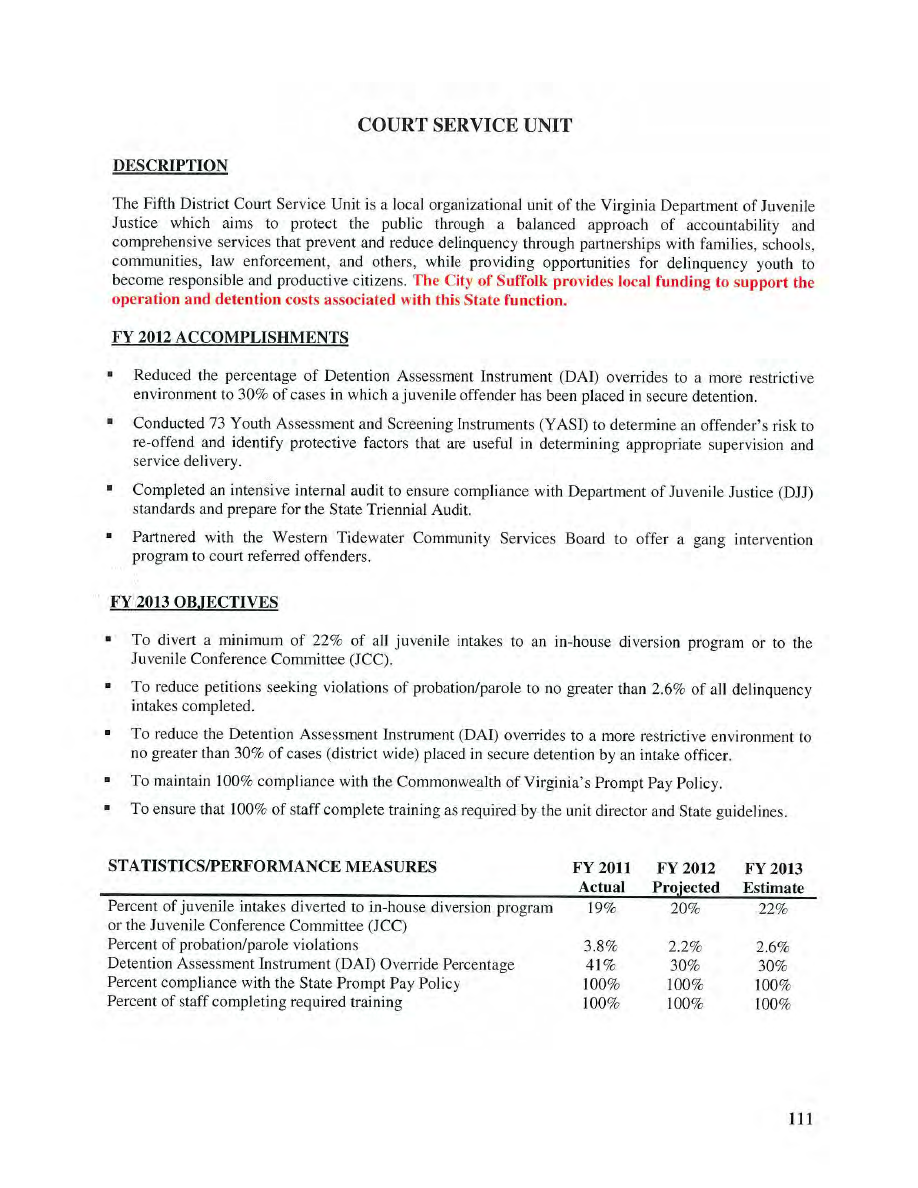 COURT SERVICE UNIT
DESCRIPTION
The Fifth District Court Service Unit is a local organizational unit of the Virginia Department of Juvenile
Justice which aims to protect the public through a balanced approach of accountability and
comprehensive services that prevent and reduce delinquency through partnerships with families, schools,
communities, law enforcement, and others, while providing opportunities for delinquency youth to
become responsible and productive citizens. The City of Suffolk provides local funding to support the
operation and detention costs associated with this State function.
FY 2012 ACCOMPLISHMENTS
▪ Reduced the percentage of Detention Assessment Instrument (DAI) overrides to a more restrictive
environment to 30% of cases in which a juvenile offender has been placed in secure detention.
▪ Conducted 73 Youth Assessment and Screening Instruments (YASI) to determine an offender's risk to
re-offend and identify protective factors that are useful in determining appropriate supervision and
service delivery.
▪ Completed an intensive internal audit to ensure compliance with Department of Juvenile Justice (DJJ)
standards and prepare for the State Triennial Audit.
▪ Partnered with the Western Tidewater Community Services Board to offer a gang intervention
program to court referred offenders.
FY 2013 OBJECTIVES
▪ To divert a minimum of 22% of all juvenile intakes to an in-house diversion program or to the
Juvenile Conference Committee (JCC).
▪ To reduce petitions seeking violations of probation/parole to no greater than 2.6% of all delinquency
intakes completed.
▪ To reduce the Detention Assessment Instrument (DAI) overrides to a more restrictive environment to
no greater than 30% of cases (district wide) placed in secure detention by an intake officer.
▪ To maintain 100% compliance with the Commonwealth of Virginia's Prompt Pay Policy.
▪ To ensure that 100% of staff complete training as required by the unit director and State guidelines.
STATISTICS/PERFORMANCE MEASURES FY 2011 FY 2012 FY 2013
Actual Projected Estimate
Percent of juvenile intakes diverted to in-house diversion program 19% 20% 22%
or the Juvenile Conference Committee (JCC)
Percent of probation/parole violations 3.8% 2.2% 2.6%
Detention Assessment Instrument (DAI) Override Percentage 41% 30% 30%
Percent compliance with the State Prompt Pay Policy 100% 100% 100%
Percent of staff completing required training 100% 100% 100%
111